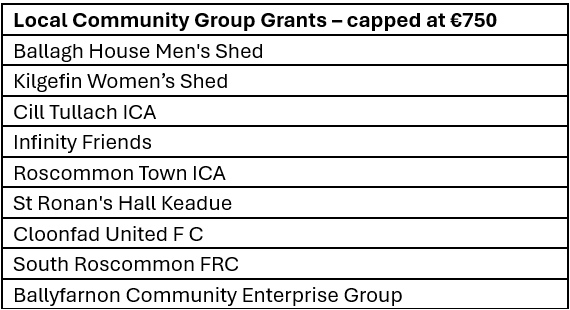 Local Community Group Grants – capped at €750
Ballagh House Men's Shed
Kilgefin Women’s Shed
Cill Tullach ICA
Infinity Friends
Roscommon Town ICA
St Ronan's Hall Keadue
Cloonfad United F C
South Roscommon FRC
Ballyfarnon Community Enterprise Group